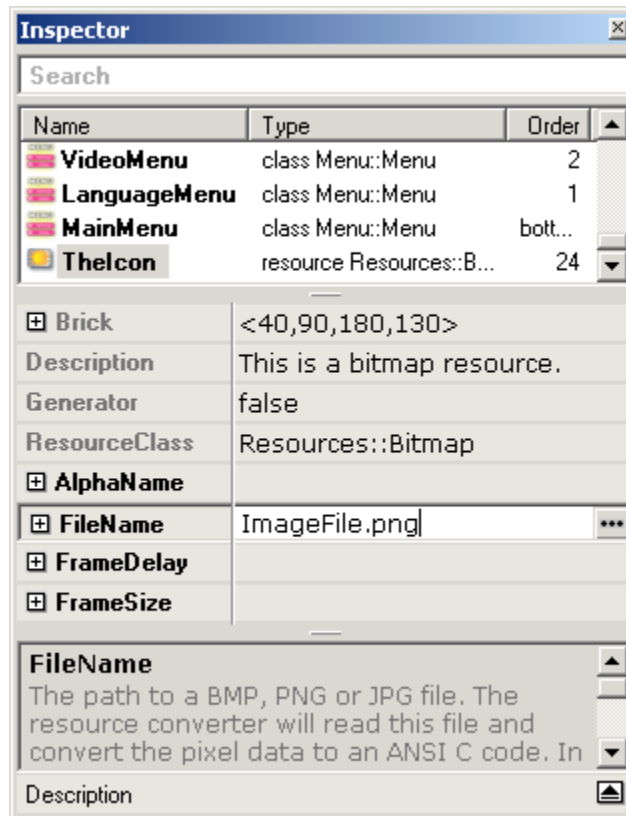 Inspector
Search
Name Type Order
VideoMenu class Menu::Menu 2
LanguageMenu class Menu::Menu 1
MainMenu class Menu::Menu bott...
TheIcon resource Resources::B... 24
Brick <40,90,180,130>
Description This is a bitmap resource.
Generator false
ResourceClass Resources::Bitmap
AlphaName
FileName ImageFile.png
FrameDelay
FrameSize
FileName
The path to a BMP, PNG or JPG file. The
resource converter will read this file and
convert the pixel data to an ANSI C code. In
Description